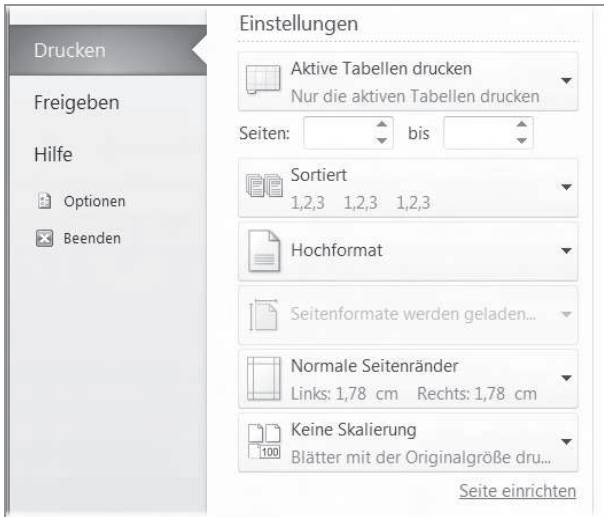 Drucken
Freigeben
Hilfe
Optionen
Beenden
Einstellungen
Aktive Tabellen drucken
Nur die aktiven Tabellen drucken
Seiten: bis
Sortiert
1,2,3 1,2,3 1,2,3
Hochformat
Seitenformate werden geladen...
Normale Seitenränder
Links: 1,78 cm Rechts: 1,78 cm
Keine Skalierung
100
Blätter mit der Originalgröße dru...
Seite einrichten